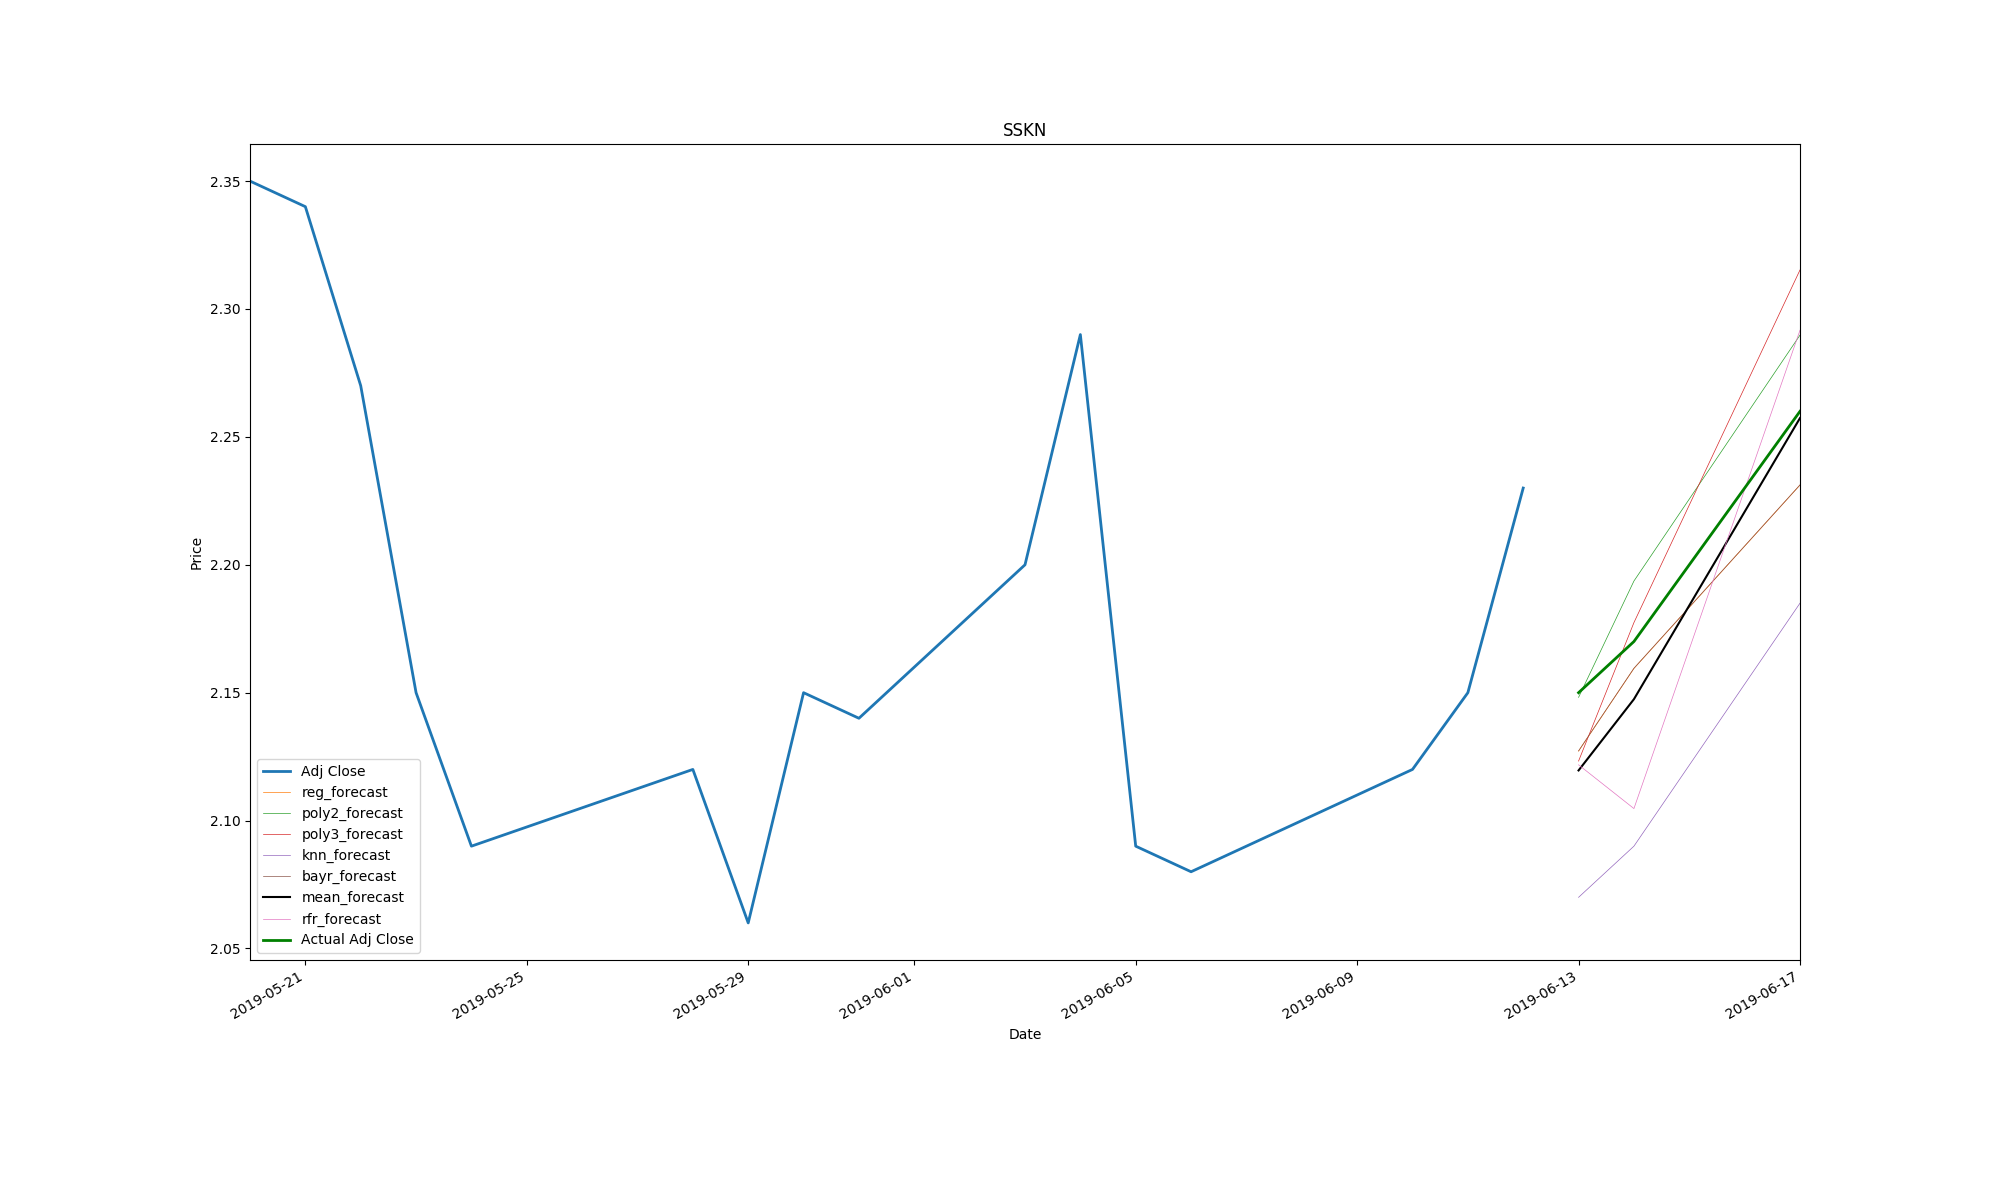 SSKN
2.35
2.30
2.25
2.20
2.15
2.10
2.05
Price
Adj Close
reg_forecast
poly2_forecast
poly3_forecast
knn_forecast
bayr_forecast
mean_forecast
rfr_forecast
Actual Adj Close
2019-05-21
2019-05-25
2019-05-29
2019-06-01
2019-06-05
2019-06-09
2019-06-13
2019-06-17
Date